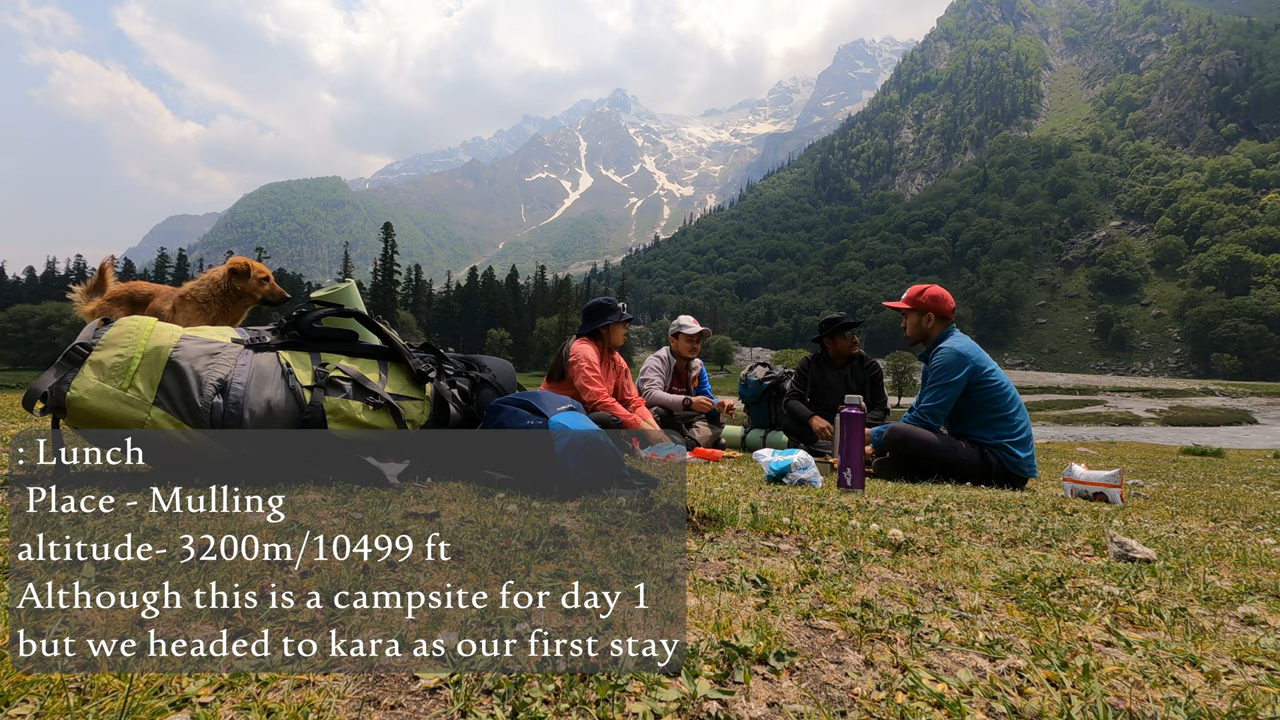 : Lunch
Place - Mulling
altitude- 3200m/10499 ft
Although this is a campsite for day 1
but we headed to kara as our first stay